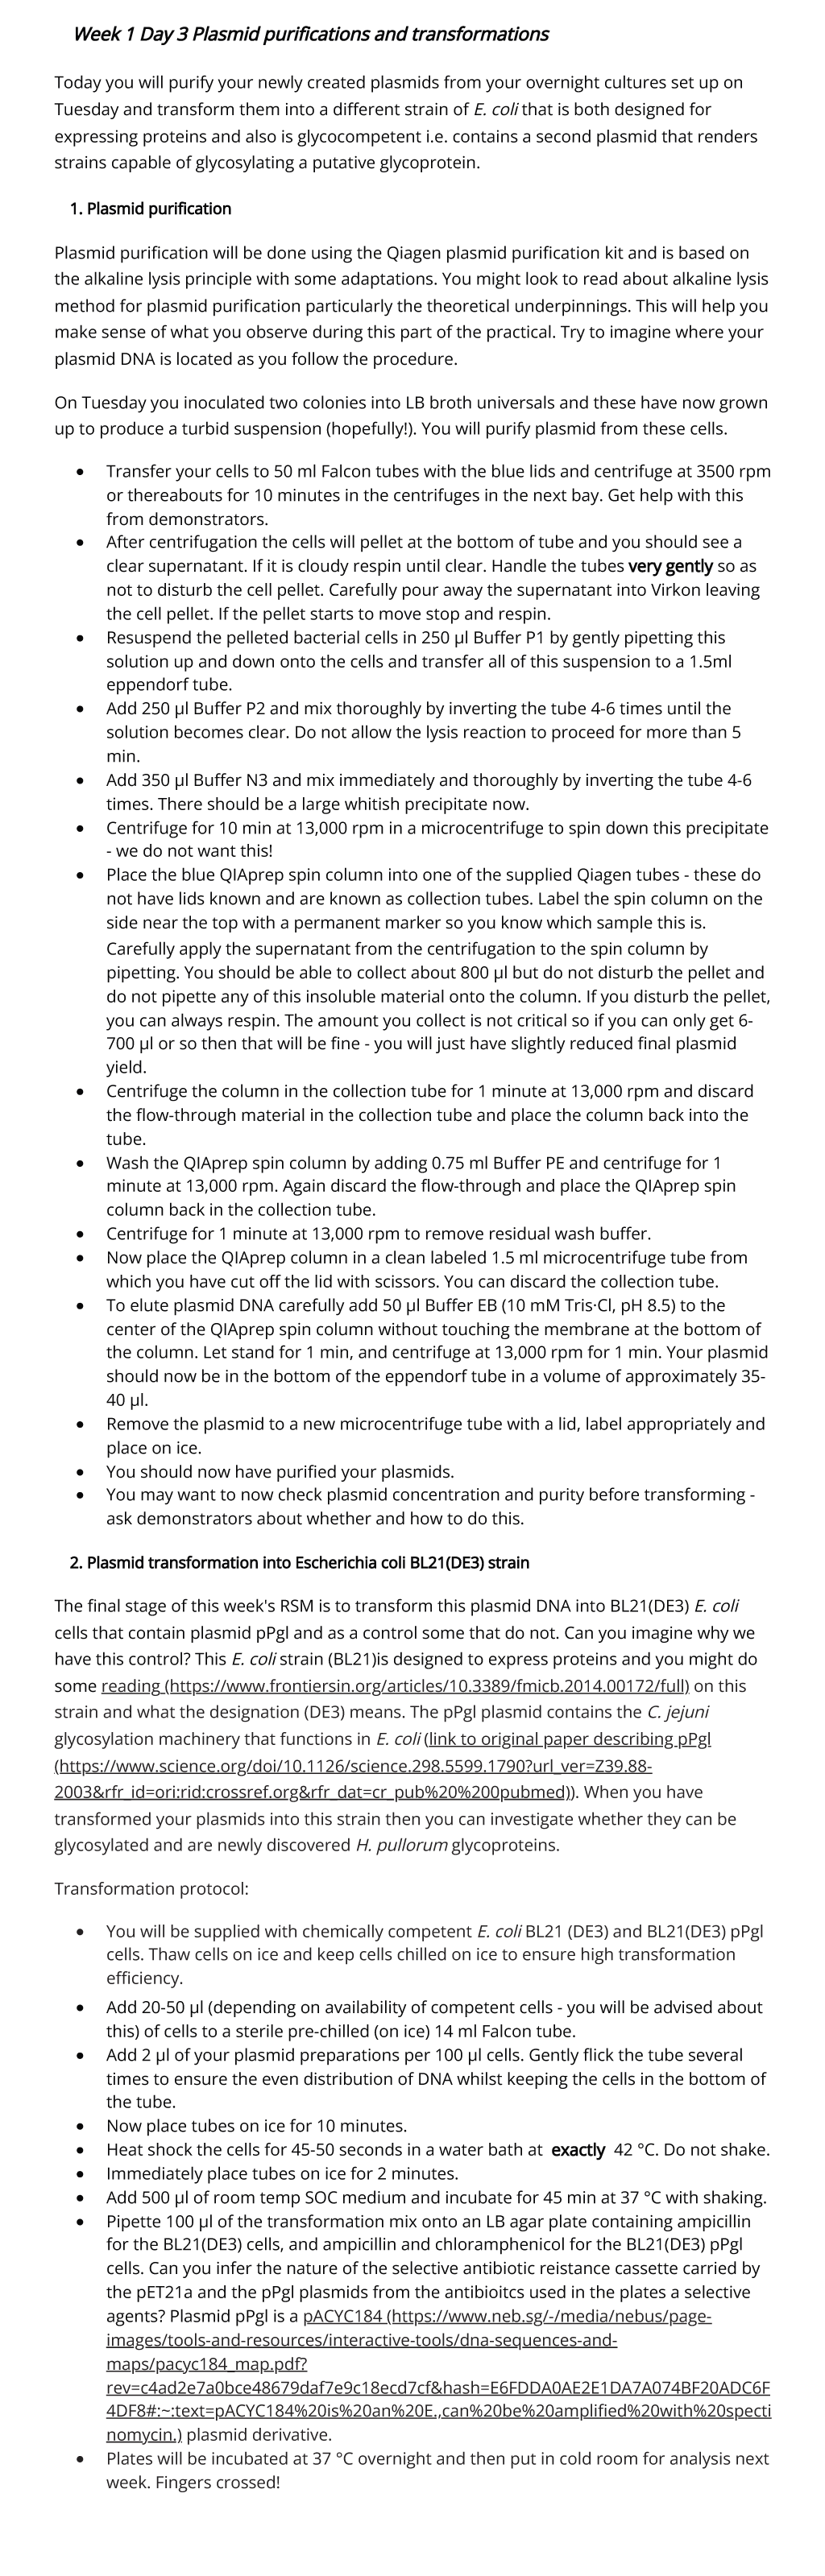 Week 1 Day 3 Plasmid purifications and transformations
Today you will purify your newly created plasmids from your overnight cultures set up on
Tuesday and transform them into a different strain of E. coli that is both designed for
expressing proteins and also is glycocompetent i.e. contains a second plasmid that renders
strains capable of glycosylating a putative glycoprotein.
1. Plasmid purification
Plasmid purification will be done using the Qiagen plasmid purification kit and is based on
the alkaline lysis principle with some adaptations. You might look to read about alkaline lysis
method for plasmid purification particularly the theoretical underpinnings. This will help you
make sense of what you observe during this part of the practical. Try to imagine where your
plasmid DNA is located as you follow the procedure.
On Tuesday you inoculated two colonies into LB broth universals and these have now grown
up to produce a turbid suspension (hopefully!). You will purify plasmid from these cells.
• Transfer your cells to 50 ml Falcon tubes with the blue lids and centrifuge at 3500 rpm
or thereabouts for 10 minutes in the centrifuges in the next bay. Get help with this
from demonstrators.
• After centrifugation the cells will pellet at the bottom of tube and you should see a
clear supernatant. If it is cloudy respin until clear. Handle the tubes very gently so as
not to disturb the cell pellet. Carefully pour away the supernatant into Virkon leaving
the cell pellet. If the pellet starts to move stop and respin.
• Resuspend the pelleted bacterial cells in 250 µl Buffer P1 by gently pipetting this
solution up and down onto the cells and transfer all of this suspension to a 1.5ml
eppendorf tube.
• Add 250 µl Buffer P2 and mix thoroughly by inverting the tube 4-6 times until the
solution becomes clear. Do not allow the lysis reaction to proceed for more than 5
min.
• Add 350 µl Buffer N3 and mix immediately and thoroughly by inverting the tube 4-6
times. There should be a large whitish precipitate now.
• Centrifuge for 10 min at 13,000 rpm in a microcentrifuge to spin down this precipitate
- we do not want this!
• Place the blue QIAprep spin column into one of the supplied Qiagen tubes - these do
not have lids known and are known as collection tubes. Label the spin column on the
side near the top with a permanent marker so you know which sample this is.
Carefully apply the supernatant from the centrifugation to the spin column by
pipetting. You should be able to collect about 800 µl but do not disturb the pellet and
do not pipette any of this insoluble material onto the column. If you disturb the pellet,
you can always respin. The amount you collect is not critical so if you can only get 6-
700 µl or so then that will be fine - you will just have slightly reduced final plasmid
yield.
• Centrifuge the column in the collection tube for 1 minute at 13,000 rpm and discard
the flow-through material in the collection tube and place the column back into the
tube.
• Wash the QIAprep spin column by adding 0.75 ml Buffer PE and centrifuge for 1
minute at 13,000 rpm. Again discard the flow-through and place the QIAprep spin
column back in the collection tube.
• Centrifuge for 1 minute at 13,000 rpm to remove residual wash buffer.
• Now place the QIAprep column in a clean labeled 1.5 ml microcentrifuge tube from
which you have cut off the lid with scissors. You can discard the collection tube.
• To elute plasmid DNA carefully add 50 µl Buffer EB (10 mM Tris·Cl, pH 8.5) to the
center of the QIAprep spin column without touching the membrane at the bottom of
the column. Let stand for 1 min, and centrifuge at 13,000 rpm for 1 min. Your plasmid
should now be in the bottom of the eppendorf tube in a volume of approximately 35-
40 µl.
• Remove the plasmid to a new microcentrifuge tube with a lid, label appropriately and
place on ice.
• You should now have purified your plasmids.
• You may want to now check plasmid concentration and purity before transforming -
ask demonstrators about whether and how to do this.
2. Plasmid transformation into Escherichia coli BL21(DE3) strain
The final stage of this week's RSM is to transform this plasmid DNA into BL21(DE3) E. coli
cells that contain plasmid pPgl and as a control some that do not. Can you imagine why we
have this control? This E. coli strain (BL21)is designed to express proteins and you might do
some reading (https://www.frontiersin.org/articles/10.3389/fmicb.2014.00172/full) on this
strain and what the designation (DE3) means. The pPgl plasmid contains the C. jejuni
glycosylation machinery that functions in E. coli (link to original paper describing pPgl
(https://www.science.org/doi/10.1126/science.298.5599.1790?url_ver=Z39.88-
2003&rfr_id=ori:rid:crossref.org&rfr_dat=cr_pub%20%200pubmed)). When you have
transformed your plasmids into this strain then you can investigate whether they can be
glycosylated and are newly discovered H. pullorum glycoproteins.
Transformation protocol:
• You will be supplied with chemically competent E. coli BL21 (DE3) and BL21(DE3) pPgl
cells. Thaw cells on ice and keep cells chilled on ice to ensure high transformation
efficiency.
• Add 20-50 µl (depending on availability of competent cells - you will be advised about
this) of cells to a sterile pre-chilled (on ice) 14 ml Falcon tube.
• Add 2 µl of your plasmid preparations per 100 µl cells. Gently flick the tube several
times to ensure the even distribution of DNA whilst keeping the cells in the bottom of
the tube.
• Now place tubes on ice for 10 minutes.
• Heat shock the cells for 45-50 seconds in a water bath at exactly 42 °C. Do not shake.
• Immediately place tubes on ice for 2 minutes.
• Add 500 µl of room temp SOC medium and incubate for 45 min at 37 °C with shaking.
• Pipette 100 µl of the transformation mix onto an LB agar plate containing ampicillin
for the BL21(DE3) cells, and ampicillin and chloramphenicol for the BL21(DE3) pPgl
cells. Can you infer the nature of the selective antibiotic reistance cassette carried by
the pET21a and the pPgl plasmids from the antibioitcs used in the plates a selective
agents? Plasmid pPgl is a pACYC184 (https://www.neb.sg/-/media/nebus/page-
images/tools-and-resources/interactive-tools/dna-sequences-and-
maps/pacyc184_map.pdf?
rev=c4ad2e7a0bce48679daf7e9c18ecd7cf&hash=E6FDDA0AE2E1DA7A074BF20ADC6F
4DF8#:~:text=pACYC184%20is%20an%20E.,can%20be%20amplified%20with%20specti
nomycin.) plasmid derivative.
• Plates will be incubated at 37 °C overnight and then put in cold room for analysis next
week. Fingers crossed!